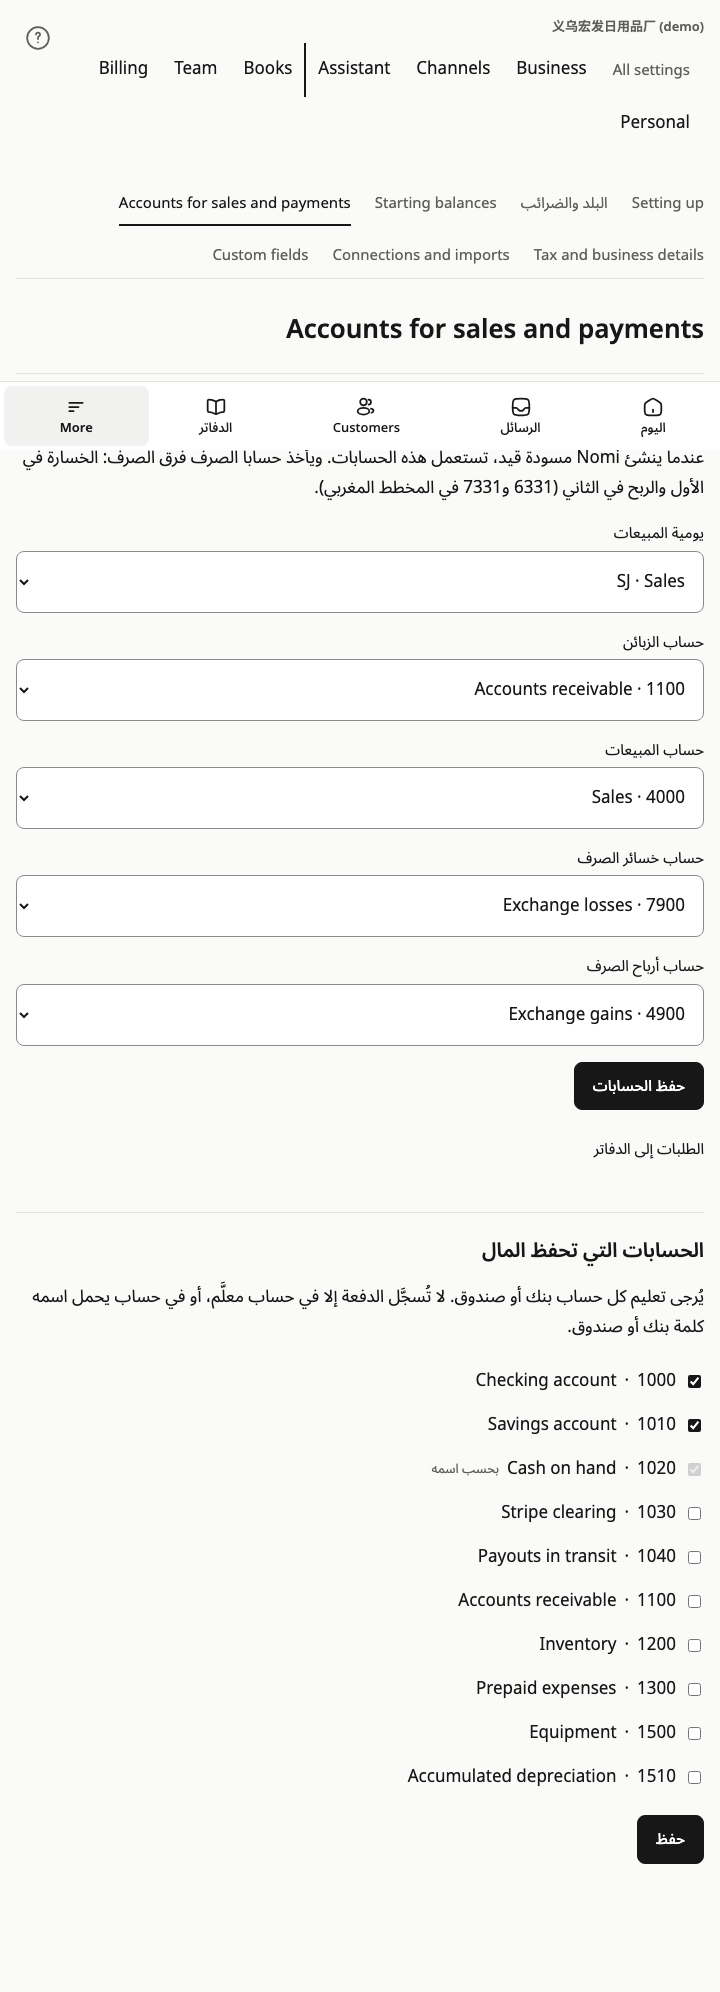 义乌宏发日用品厂 (demo)
All settings
Business
Channels
Assistant
Books
Team
Billing
Personal
Setting up
البلد والضرائب
Starting balances
Accounts for sales and payments
Tax and business details
Connections and imports
Custom fields
Accounts for sales and payments
اليوم
الرسائل
Customers
الدفاتر
More
عندما ينشئ Nomi مسودة قيد، تستعمل هذه الحسابات. ويأخذ حسابا الصرف فرق الصرف: الخسارة في
الأول والربح في الثاني (6331 و7331 في المخطط المغربي).
يومية المبيعات
SJ · Sales
حساب الزبائن
1100 · Accounts receivable
حساب المبيعات
4000 · Sales
حساب خسائر الصرف
7900 · Exchange losses
حساب أرباح الصرف
4900 · Exchange gains
حفظ الحسابات
الطلبات إلى الدفاتر
الحسابات التي تحفظ المال
يُرجى تعليم كل حساب بنك أو صندوق. لا تُسجَّل الدفعة إلا في حساب معلَّم، أو في حساب يحمل اسمه
كلمة بنك أو صندوق.
1000 · Checking account
1010 · Savings account
1020 · Cash on hand بحسب اسمه
1030 · Stripe clearing
1040 · Payouts in transit
1100 · Accounts receivable
1200 · Inventory
1300 · Prepaid expenses
1500 · Equipment
1510 · Accumulated depreciation
حفظ